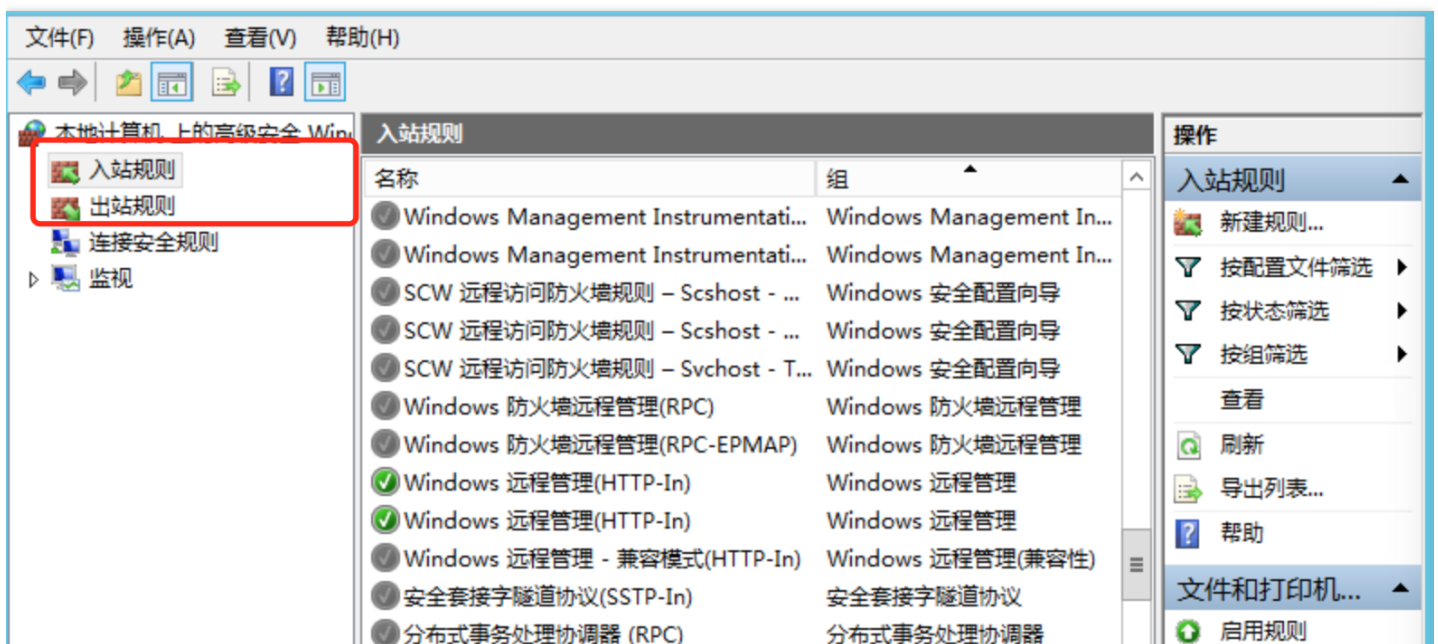 文件(F) 操作(A) 查看(V) 帮助(H)
本地计算机 上的高级安全 Win
入站规则
出站规则
连接安全规则
监视
入站规则
名称 组
Windows Management Instrumentati... Windows Management In...
Windows Management Instrumentati... Windows Management In...
SCW 远程访问防火墙规则 – Scshost - ... Windows 安全配置向导
SCW 远程访问防火墙规则 – Scshost - ... Windows 安全配置向导
SCW 远程访问防火墙规则 – Svchost - T... Windows 安全配置向导
Windows 防火墙远程管理(RPC) Windows 防火墙远程管理
Windows 防火墙远程管理(RPC-EPMAP) Windows 防火墙远程管理
Windows 远程管理(HTTP-In) Windows 远程管理
Windows 远程管理(HTTP-In) Windows 远程管理
Windows 远程管理 - 兼容模式(HTTP-In) Windows 远程管理(兼容性)
安全套接字隧道协议(SSTP-In) 安全套接字隧道协议
分布式事务处理协调器 (RPC) 分布式事务处理协调器
操作
入站规则
新建规则...
按配置文件筛选
按状态筛选
按组筛选
查看
刷新
导出列表...
帮助
文件和打印机...
启用规则